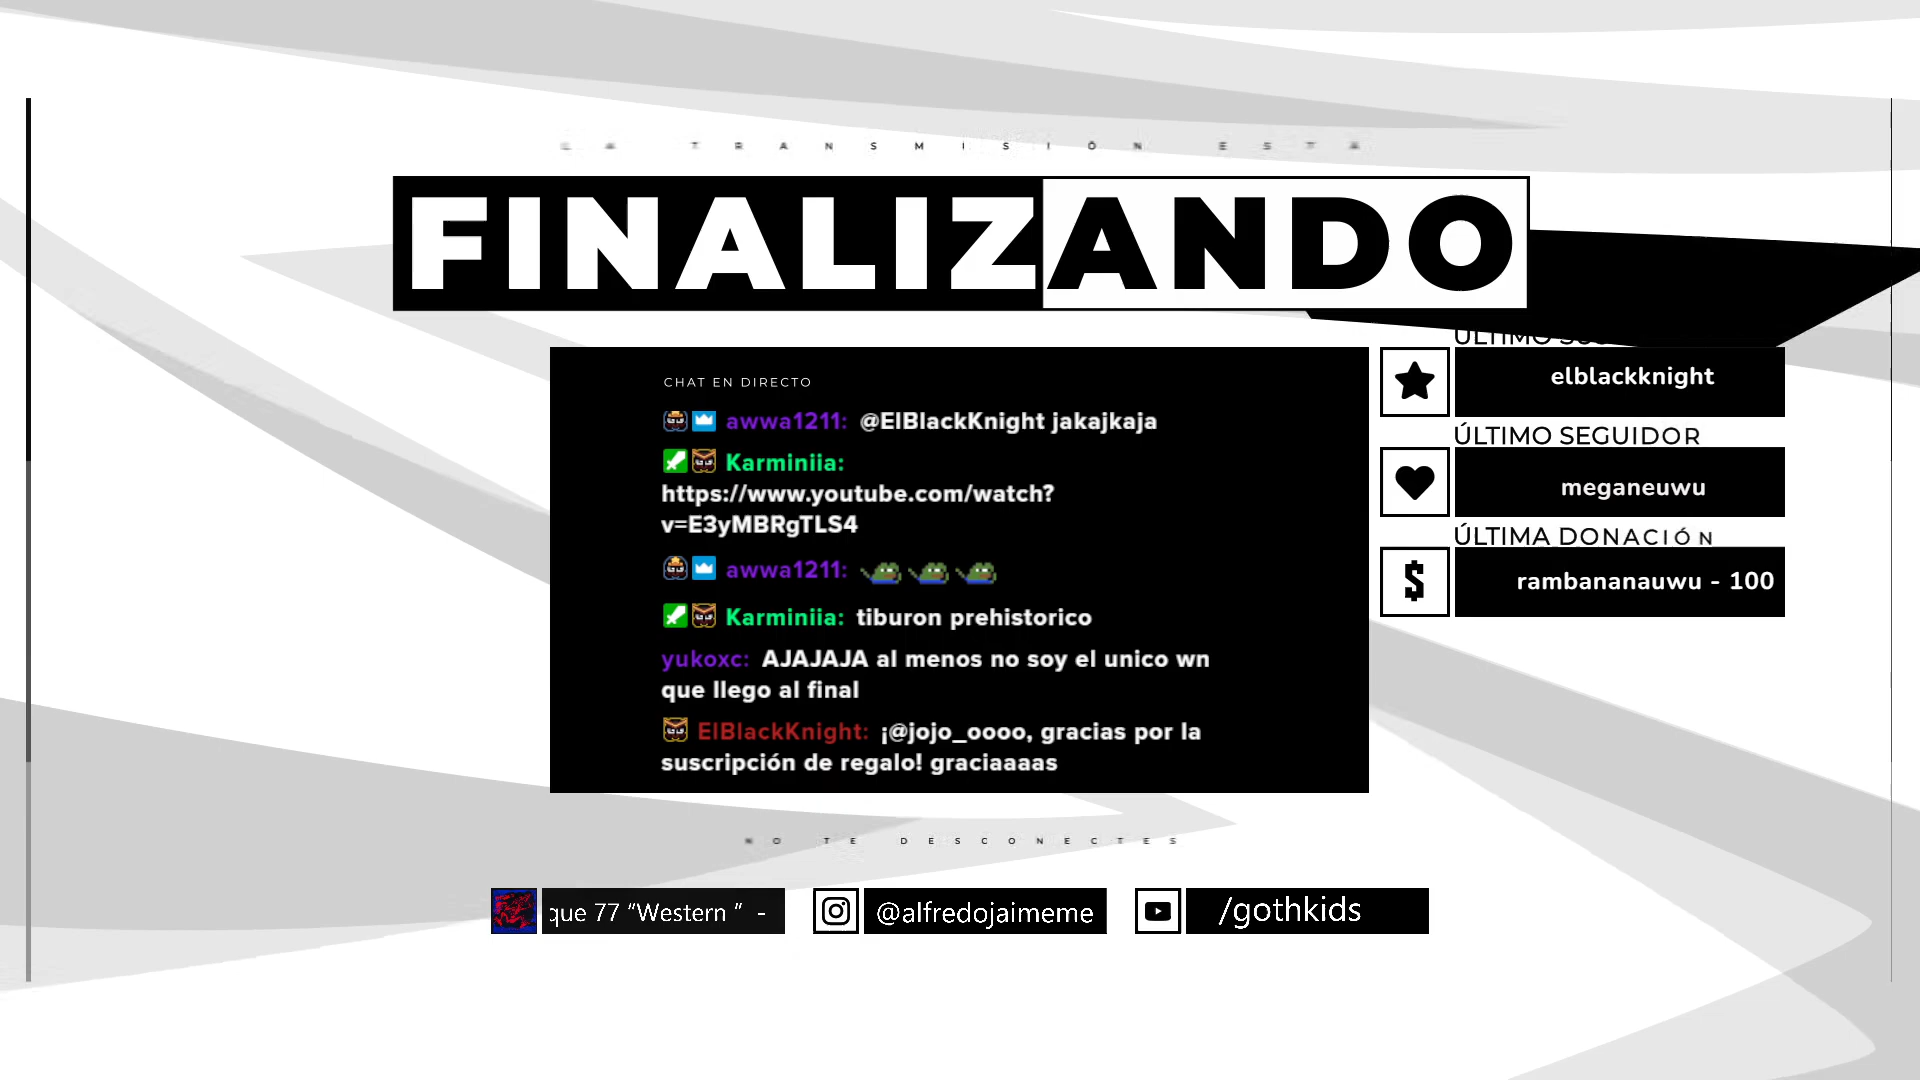 LA TRANSMISIÓN ESTÁ
FINALIZANDO
CHAT EN DIRECTO
awwa1211: @ElBlackKnight jakajkaja
Karminiia:
https://www.youtube.com/watch?
v=E3yMBRgTLS4
awwa1211:
Karminiia: tiburon prehistorico
yukoxc: AJAJAJA al menos no soy el unico wn
que llego al final
ElBlackKnight: ¡@jojo_oooo, gracias por la
suscripción de regalo! graciaaaas
ÚLTIMO
elblackknight
ÚLTIMO SEGUIDOR
meganeuwu
ÚLTIMA DONACIÓN
rambananauwu - 100
NO TE DESCONECTES
que 77 "Western " -
@alfredojaimeme
/gothkids